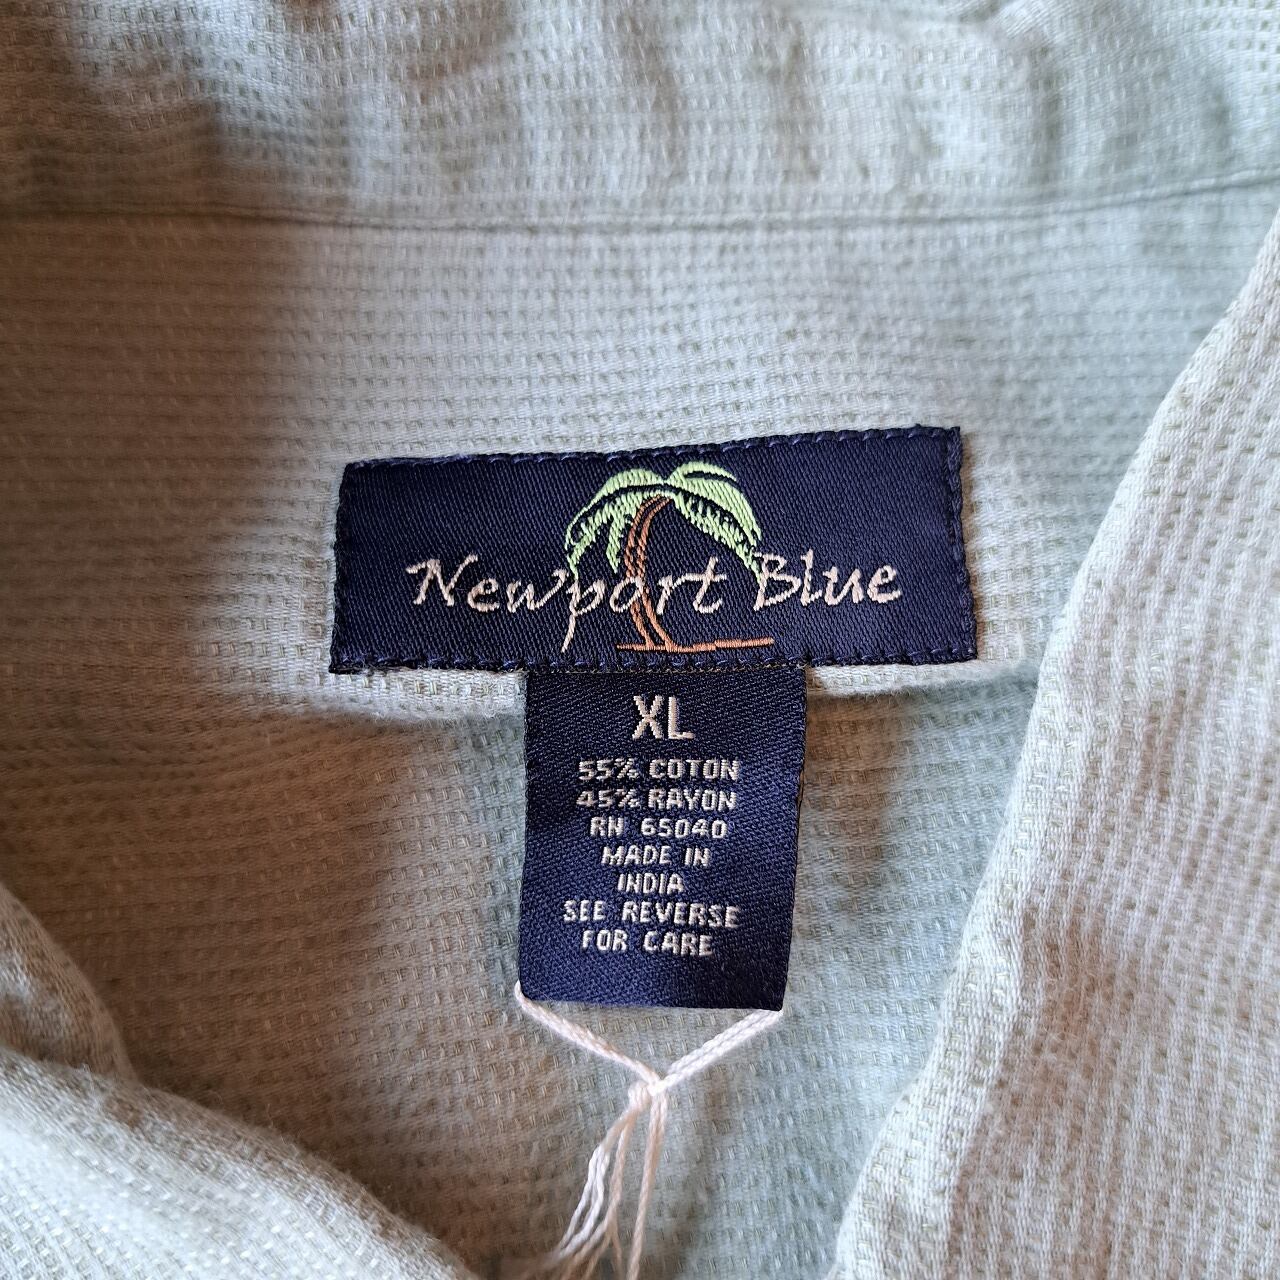 Newport Blue
XL
55% COTON
45% RAYON
RN 65040
MADE IN
INDIA
SEE REVERSE
FOR CARE